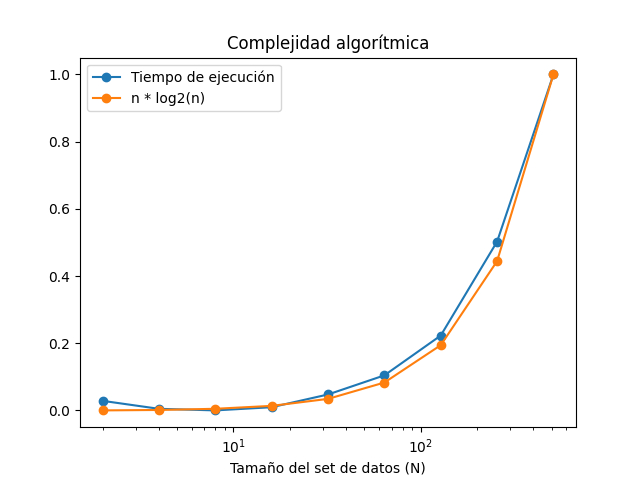 Complejidad algorítmica
Tiempo de ejecución
n * log2(n)
1.0
0.8
0.6
0.4
0.2
0.0
10¹
10²
Tamaño del set de datos (N)